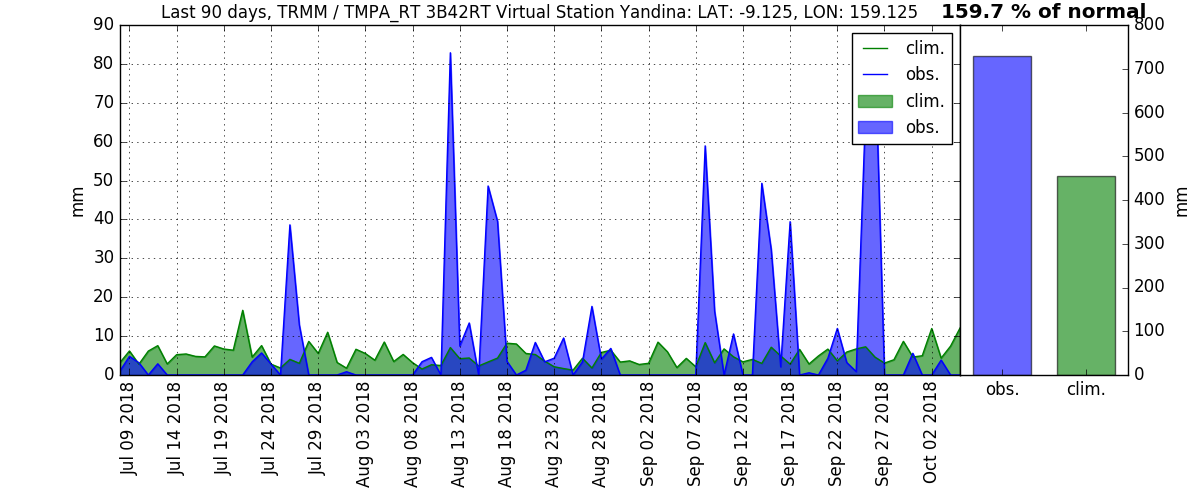 Last 90 days, TRMM / TMPA_RT 3B42RT Virtual Station Yandina: LAT: -9.125, LON: 159.125
159.7 % of normal
90
80
70
60
50
40
30
20
10
0
mm
clim.
obs.
clim.
obs.
800
700
600
500
400
300
200
100
0
mm
obs.
clim.
Jul 09 2018
Jul 14 2018
Jul 19 2018
Jul 24 2018
Jul 29 2018
Aug 03 2018
Aug 08 2018
Aug 13 2018
Aug 18 2018
Aug 23 2018
Aug 28 2018
Sep 02 2018
Sep 07 2018
Sep 12 2018
Sep 17 2018
Sep 22 2018
Sep 27 2018
Oct 02 2018